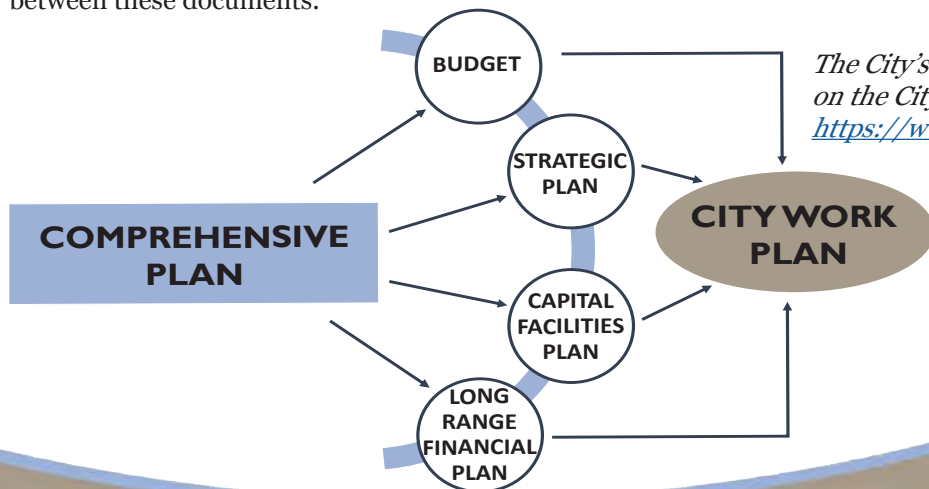 between these documents.
BUDGET
The City's
on the City
https://w
STRATEGIC
PLAN
COMPREHENSIVE
PLAN
CITY WORK
PLAN
CAPITAL
FACILITIES
PLAN
LONG
RANGE
FINANCIAL
PLAN